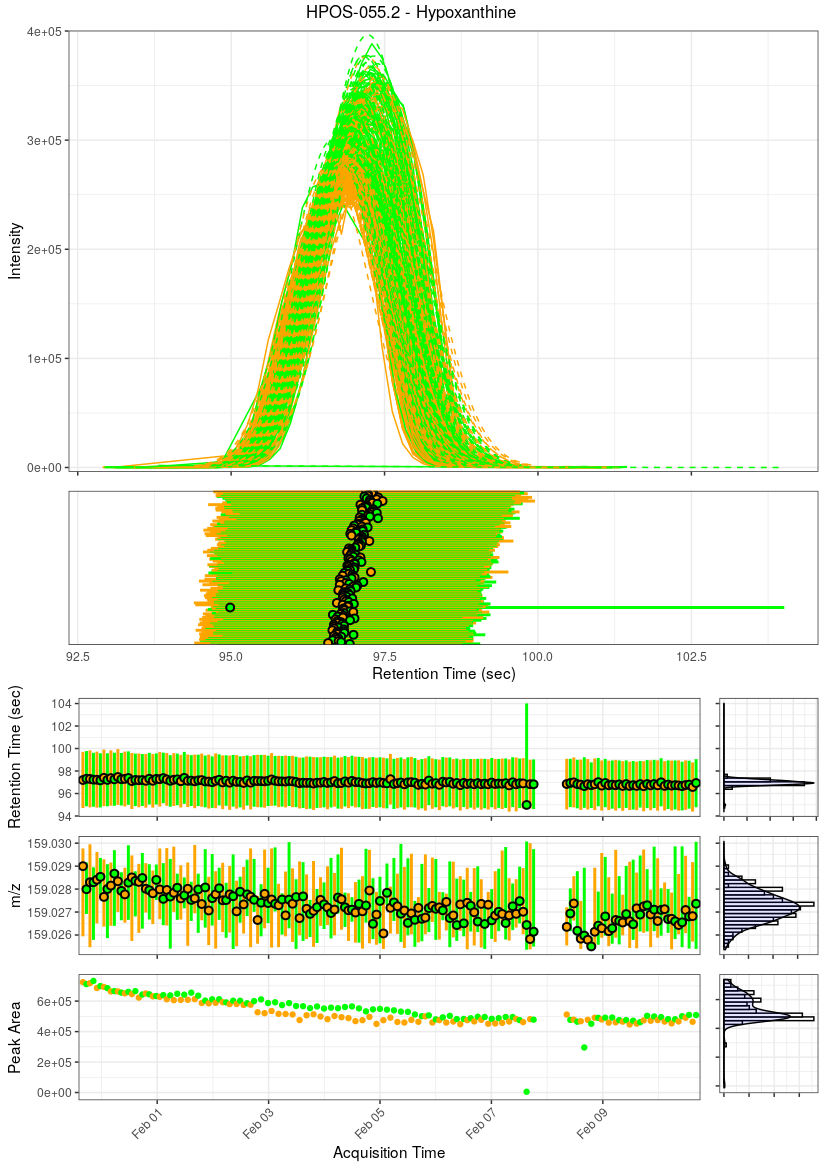 HPOS-055.2 - Hypoxanthine
4e+05
3e+05
2e+05
1e+05
0e+00
Intensity
92.5 95.0 97.5 100.0 102.5
Retention Time (sec)
104
102
100
98
96
94
Retention Time (sec)
159.030
159.029
159.028
159.027
159.026
m/z
6e+05
4e+05
2e+05
0e+00
Peak Area
Feb 01 Feb 03 Feb 05 Feb 07 Feb 09
Acquisition Time